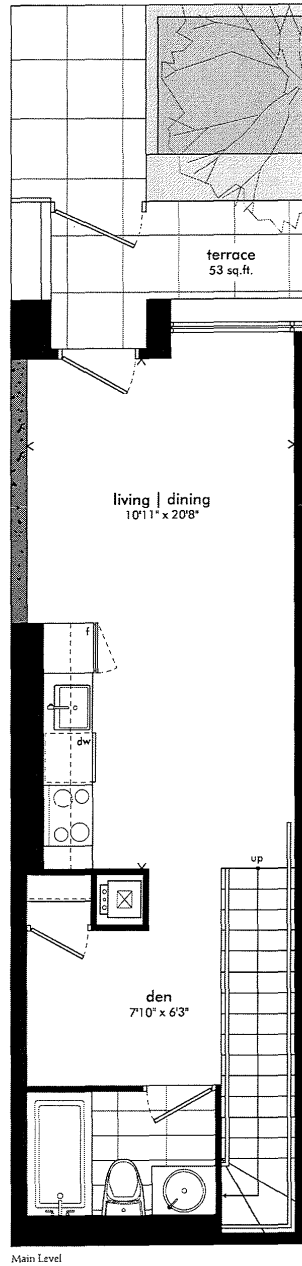 terrace
53 sq.ft.
living | dining
10'11" x 20'8"
f
dw
up
den
7'10" x 6'3"
Main Level